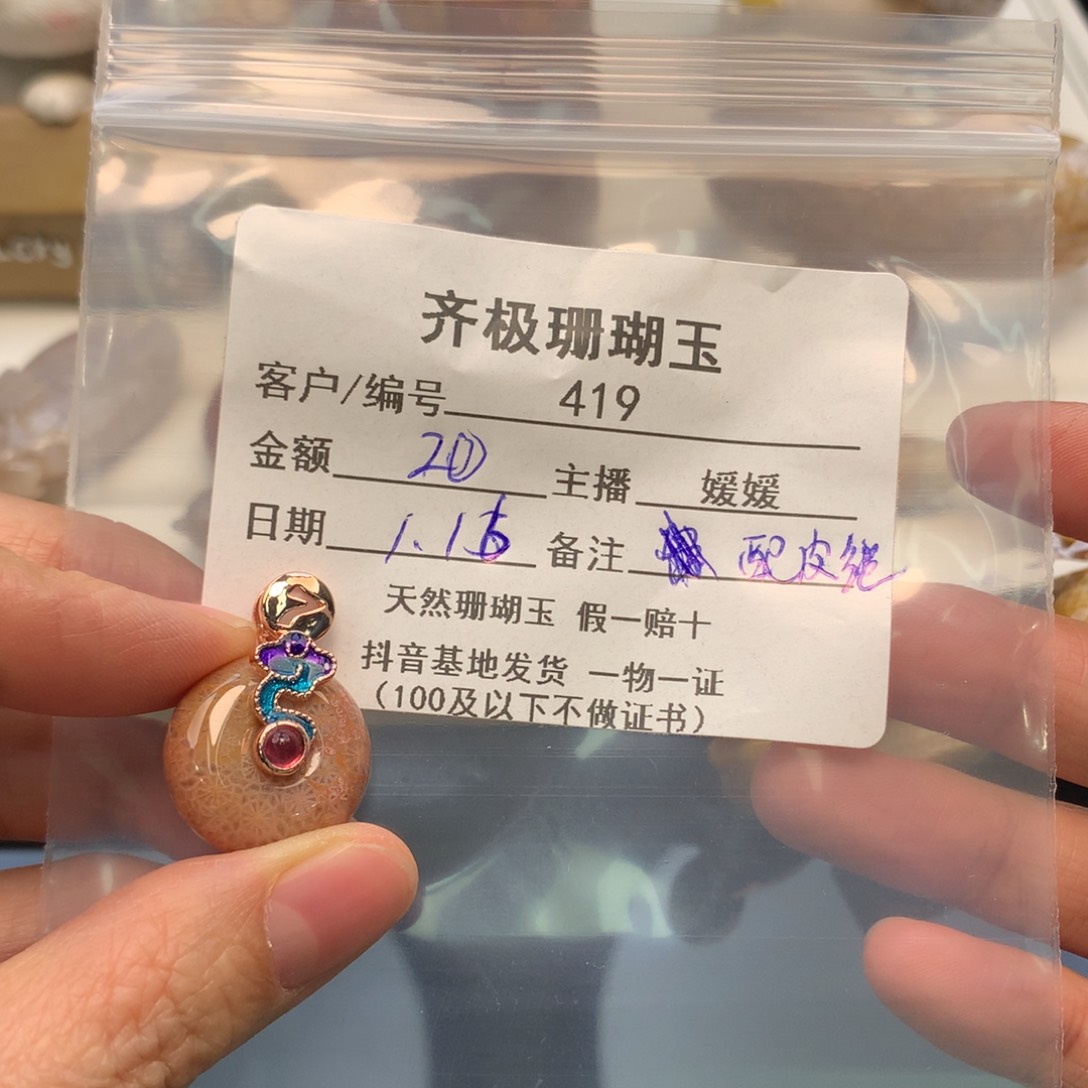 齐极珊瑚玉
客户/编号 419
金额 20 主播 媛媛
日期 1.16 备注 配皮绳
天然珊瑚玉 假一赔十
抖音基地发货 一物一证
（100及以下不做证书）